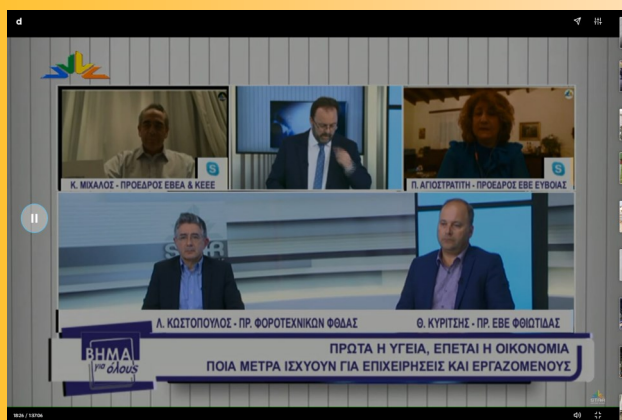 d
Κ. ΜΙΧΑΛΟΣ - ΠΡΟΕΔΡΟΣ ΕΒΕΑ & ΚΕΕΕ
Π. ΑΓΙΟΣΤΡΑΤΙΤΗ - ΠΡΟΕΔΡΟΣ ΕΒΕ ΕΥΒΟΙΑΣ
Λ. ΚΩΣΤΟΠΟΥΛΟΣ - ΠΡ. ΦΟΡΟΤΕΧΝΙΚΩΝ ΦΘΔΑΣ
Θ. ΚΥΡΙΤΣΗΣ - ΠΡ. ΕΒΕ ΦΘΙΩΤΙΔΑΣ
ΒΗΜΑ
για όλους
ΠΡΩΤΑ Η ΥΓΕΙΑ, ΕΠΕΤΑΙ Η ΟΙΚΟΝΟΜΙΑ
ΠΟΙΑ ΜΕΤΡΑ ΙΣΧΥΟΥΝ ΓΙΑ ΕΠΙΧΕΙΡΗΣΕΙΣ ΚΑΙ ΕΡΓΑΖΟΜΕΝΟΥΣ